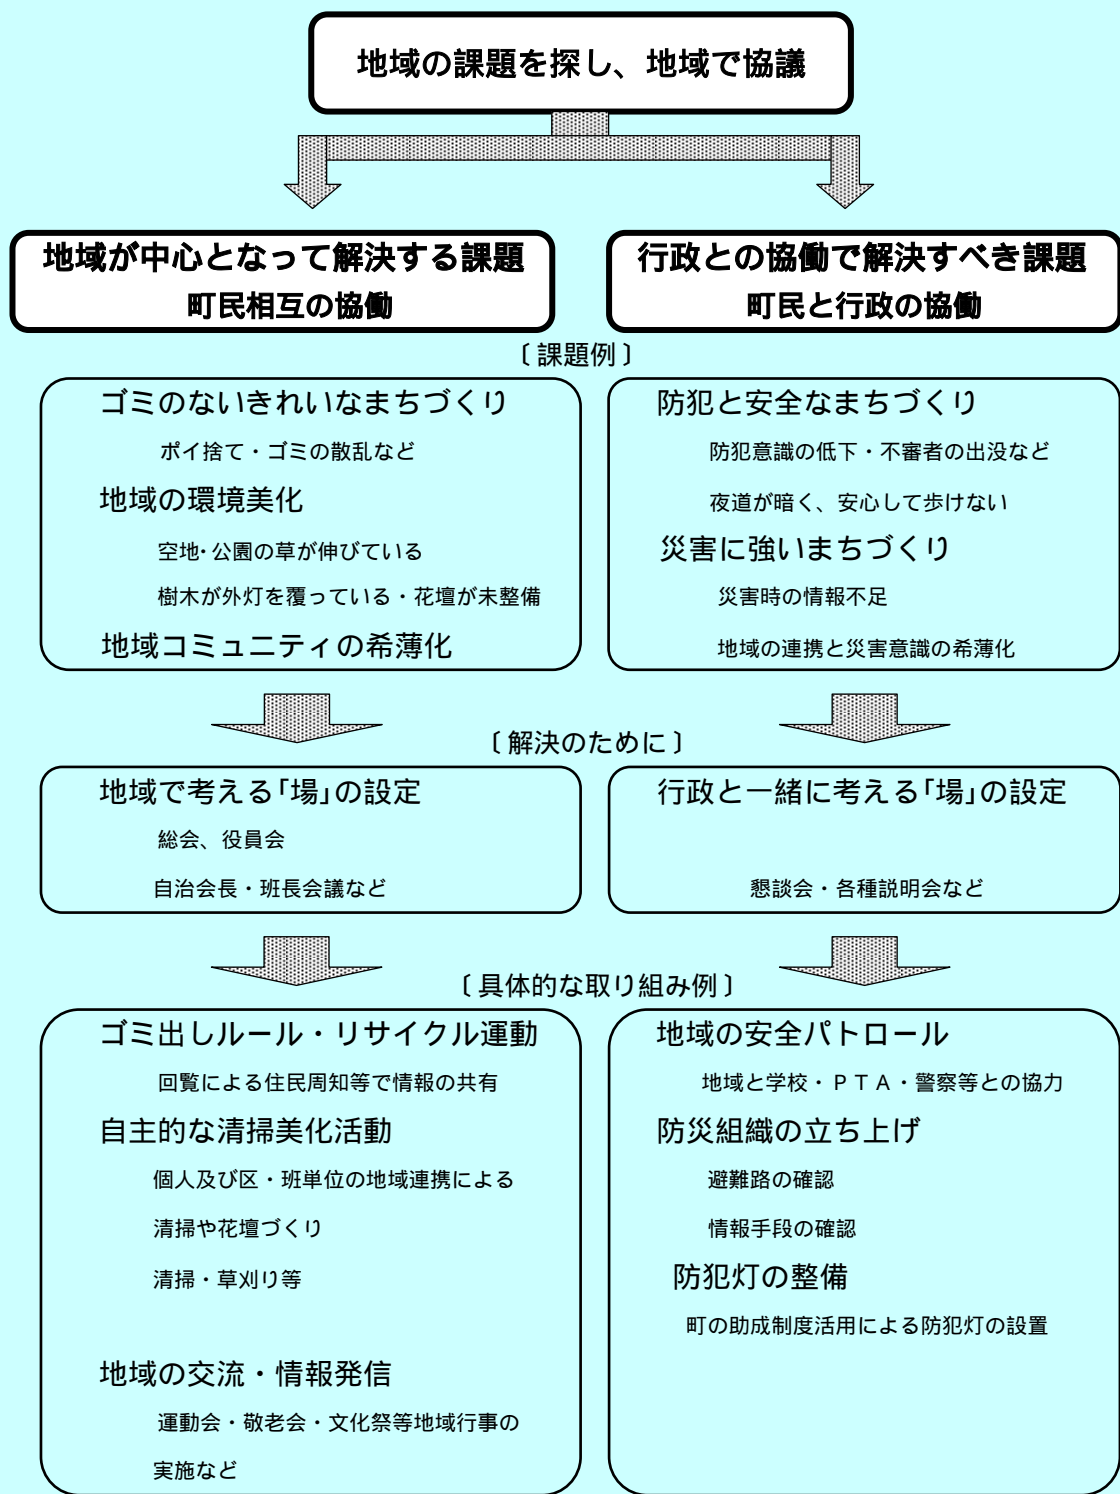 地域の課題を探し、地域で協議
地域が中心となって解決する課題
町民相互の協働
行政との協働で解決すべき課題
町民と行政の協働
〔課題例〕
ゴミのないきれいなまちづくり
ポイ捨て・ゴミの散乱など
地域の環境美化
空地・公園の草が伸びている
樹木が外灯を覆っている・花壇が未整備
地域コミュニティの希薄化
防犯と安全なまちづくり
防犯意識の低下・不審者の出没など
夜道が暗く、安心して歩けない
災害に強いまちづくり
災害時の情報不足
地域の連携と災害意識の希薄化
〔解決のために〕
地域で考える「場」の設定
総会、役員会
自治会長・班長会議など
行政と一緒に考える「場」の設定
懇談会・各種説明会など
〔具体的な取り組み例〕
ゴミ出しルール・リサイクル運動
回覧による住民周知等で情報の共有
自主的な清掃美化活動
個人及び区・班単位の地域連携による
清掃や花壇づくり
清掃・草刈り等
地域の交流・情報発信
運動会・敬老会・文化祭等地域行事の
実施など
地域の安全パトロール
地域と学校・ＰＴＡ・警察等との協力
防災組織の立ち上げ
避難路の確認
情報手段の確認
防犯灯の整備
町の助成制度活用による防犯灯の設置